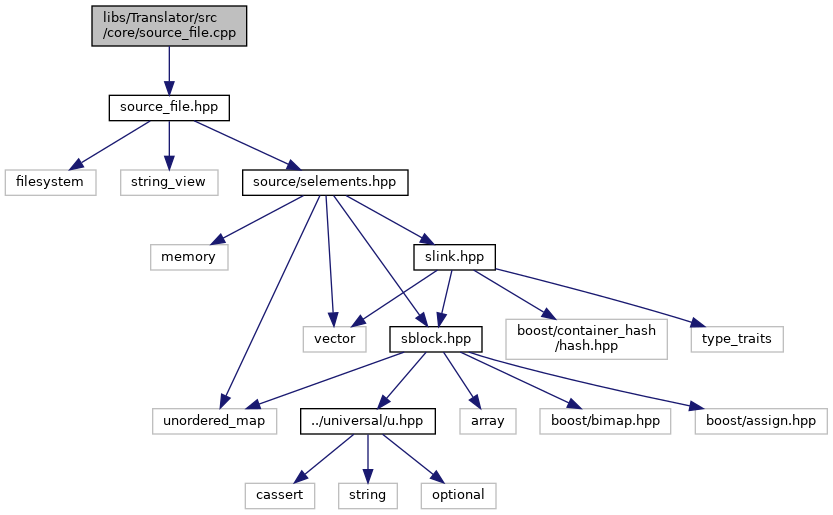 libs/Translator/src
/core/source_file.cpp
source_file.hpp
filesystem
string_view
source/selements.hpp
memory
slink.hpp
vector
sblock.hpp
boost/container_hash
/hash.hpp
type_traits
unordered_map
../universal/u.hpp
array
boost/bimap.hpp
boost/assign.hpp
cassert
string
optional